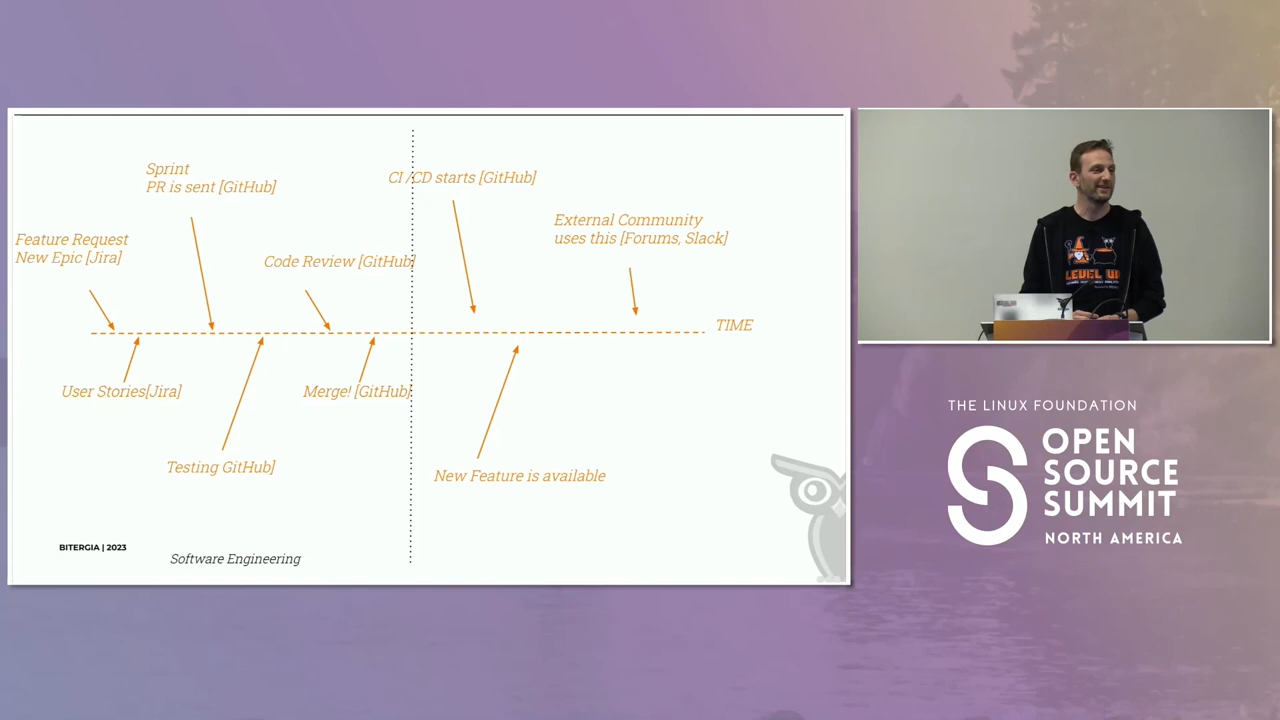 Sprint
PR is sent [GitHub]
CI /CD starts [GitHub]
Feature Request
New Epic [Jira]
External Community
uses this [Forums, Slack]
Code Review [GitHub]
TIME
User Stories[Jira]
Merge! [GitHub]
Testing GitHub]
New Feature is available
BITERGIA | 2023
Software Engineering
LEVEL UP
THE LINUX FOUNDATION
OPEN
SOURCE
SUMMIT
NORTH AMERICA